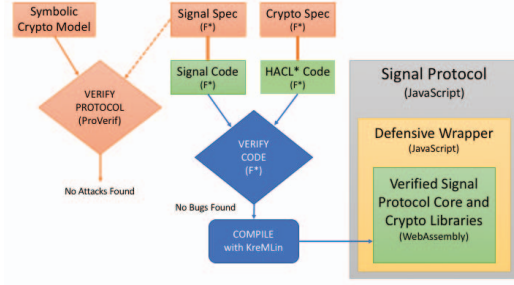 Symbolic
Crypto Model
Signal Spec
(F*)
Crypto Spec
(F*)
Signal Code
(F*)
HACL* Code
(F*)
VERIFY
PROTOCOL
(ProVerif)
VERIFY
CODE
(F*)
No Attacks Found
No Bugs Found
COMPILE
with KreMLin
Signal Protocol
(JavaScript)
Defensive Wrapper
(JavaScript)
Verified Signal
Protocol Core and
Crypto Libraries
(WebAssembly)